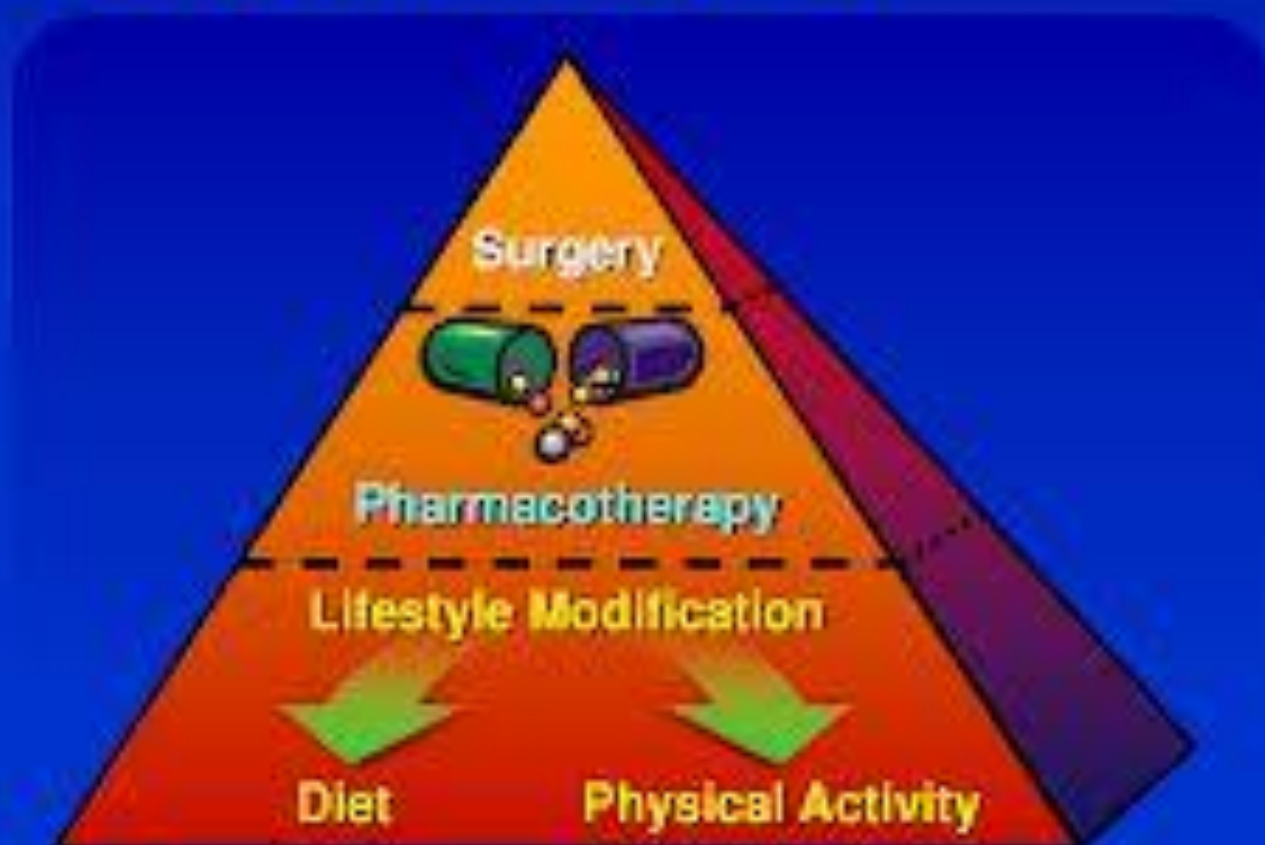 Surgery
Pharmacotherapy
Lifestyle Modification
Diet Physical Activity